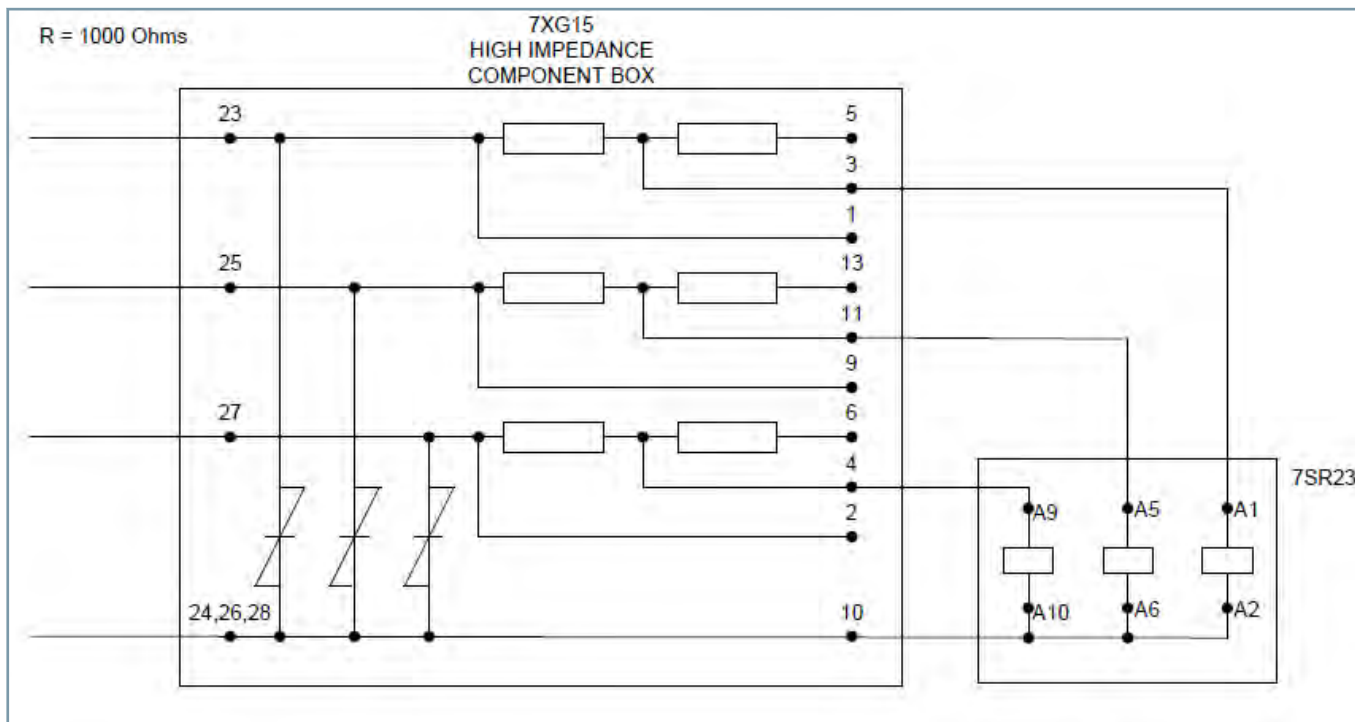 R = 1000 Ohms
7XG15
HIGH IMPEDANCE
COMPONENT BOX
23
5
3
1
25
13
11
9
27
6
4
2
7SR23
A9
A5
A1
24,26,28
10
A10
A6
A2